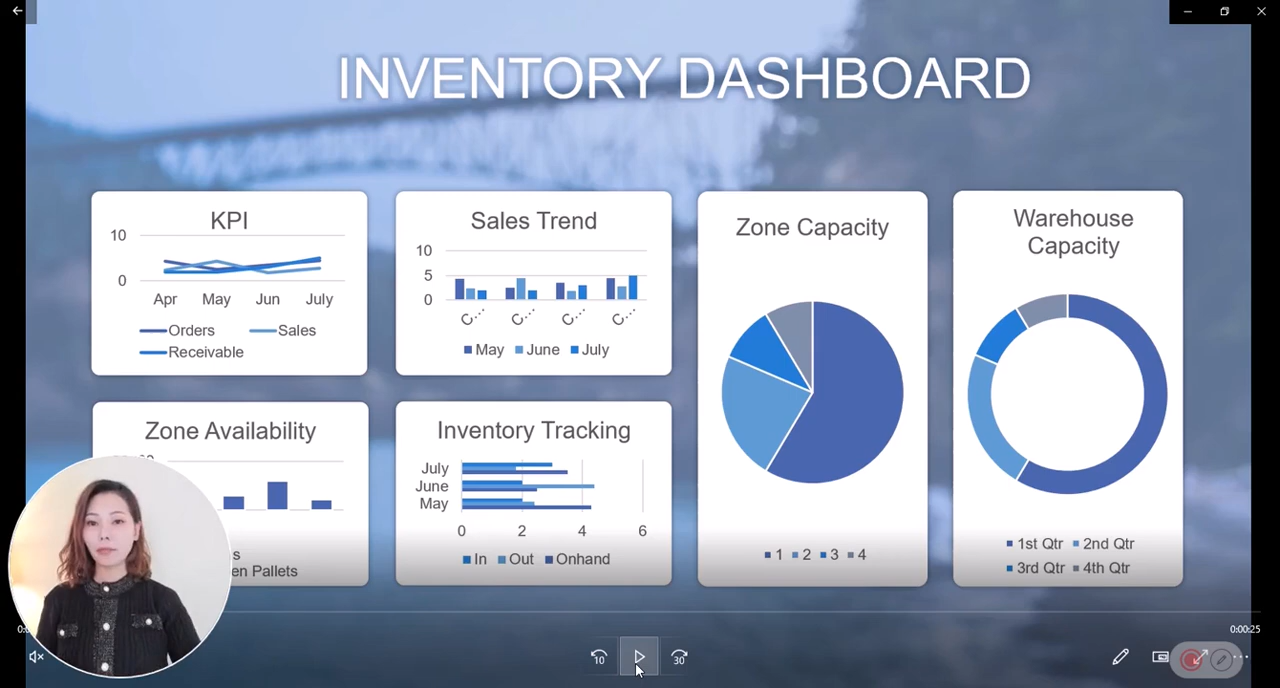 INVENTORY DASHBOARD
KPI
10
0
Apr May Jun July
Orders Sales
Receivable
Sales Trend
10
5
0
C... C... C... C...
May June July
Zone Capacity
1 2 3 4
Warehouse
Capacity
1st Qtr 2nd Qtr
3rd Qtr 4th Qtr
Zone Availability
s
en Pallets
Inventory Tracking
July
June
May
0 2 4 6
In Out Onhand
0:00:25
10
30